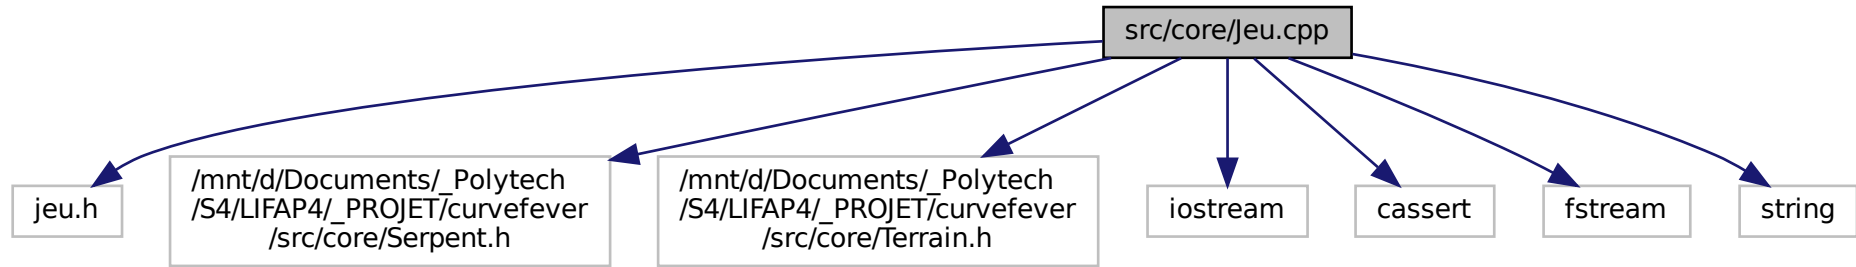 src/core/Jeu.cpp
jeu.h
/mnt/d/Documents/_Polytech
/S4/LIFAP4/_PROJET/curvefever
/src/core/Serpent.h
/mnt/d/Documents/_Polytech
/S4/LIFAP4/_PROJET/curvefever
/src/core/Terrain.h
iostream
cassert
fstream
string